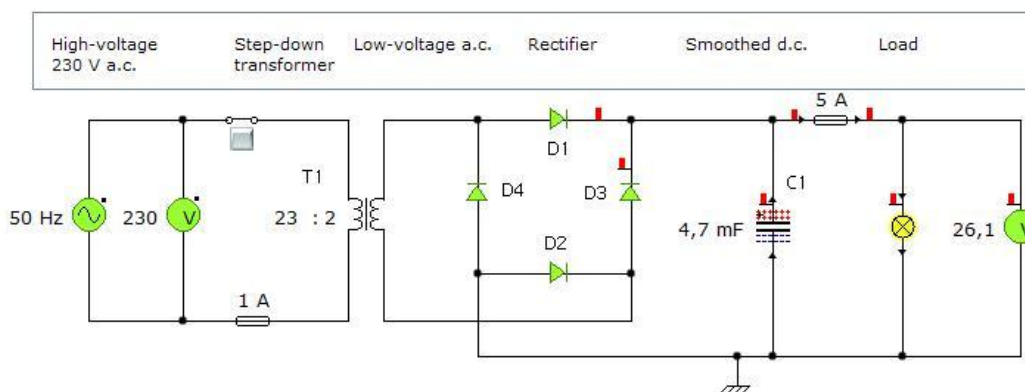 High-voltage
230 V a.c.
Step-down
transformer
Low-voltage a.c.
Rectifier
Smoothed d.c.
Load
5 A
D1
T1
D4
D3
C1
50 Hz
230
V
23 : 2
4,7 mF
26,1
V
D2
1 A